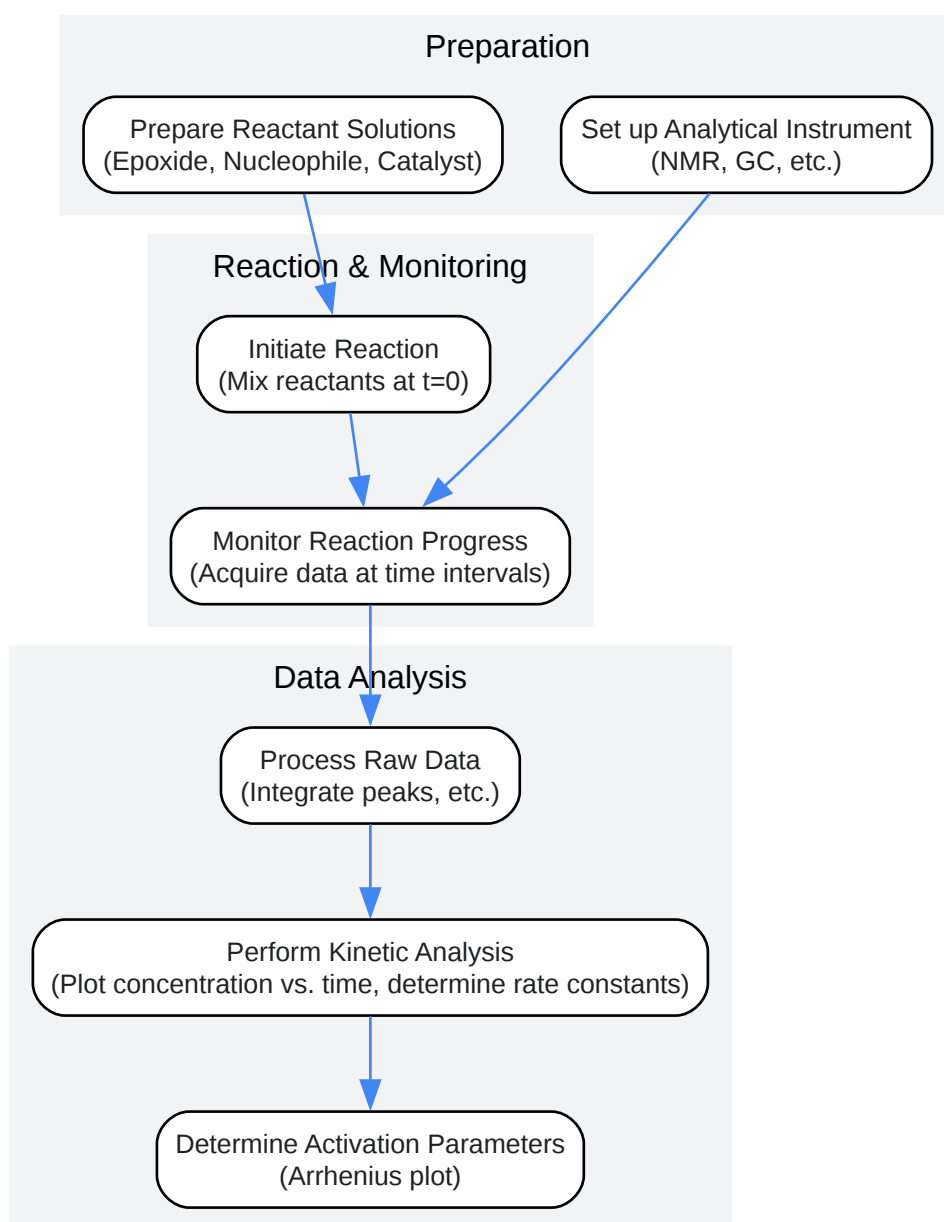 Preparation
Prepare Reactant Solutions
(Epoxide, Nucleophile, Catalyst)
Set up Analytical Instrument
(NMR, GC, etc.)
Reaction & Monitoring
Initiate Reaction
(Mix reactants at t=0)
Monitor Reaction Progress
(Acquire data at time intervals)
Data Analysis
Process Raw Data
(Integrate peaks, etc.)
Perform Kinetic Analysis
(Plot concentration vs. time, determine rate constants)
Determine Activation Parameters
(Arrhenius plot)